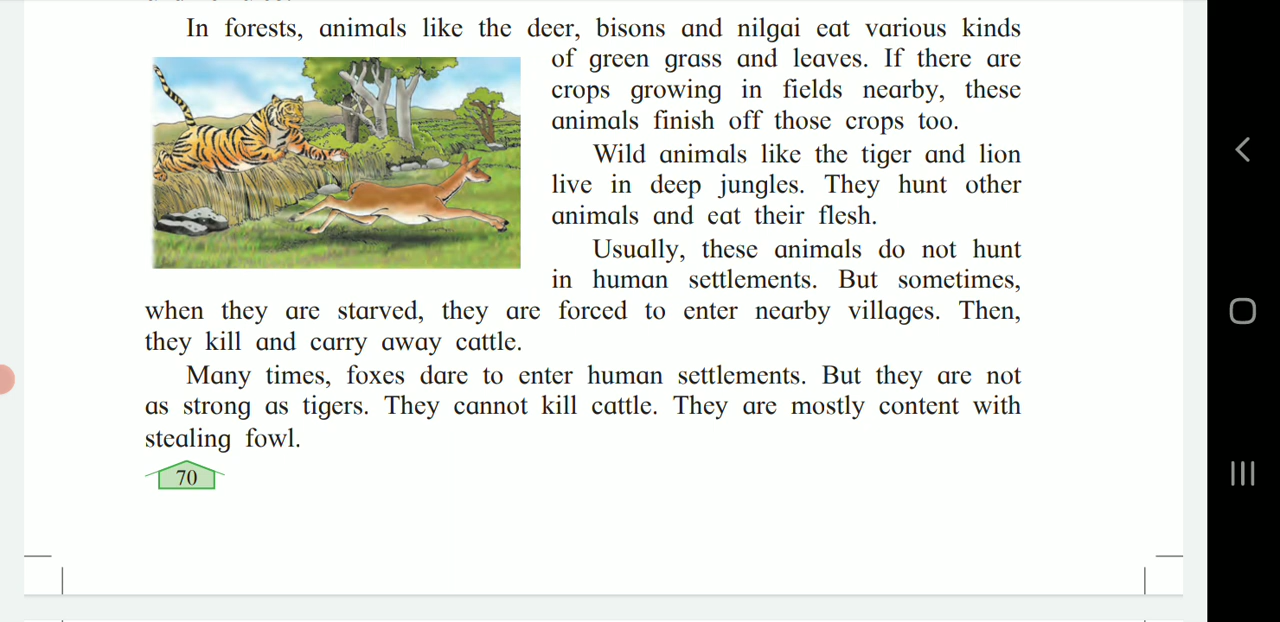 In forests, animals like the deer, bisons and nilgai eat various kinds
of green grass and leaves. If there are
crops growing in fields nearby, these
animals finish off those crops too.
Wild animals like the tiger and lion
live in deep jungles. They hunt other
animals and eat their flesh.
Usually, these animals do not hunt
in human settlements. But sometimes,
when they are starved, they are forced to enter nearby villages. Then,
they kill and carry away cattle.
Many times, foxes dare to enter human settlements. But they are not
as strong as tigers. They cannot kill cattle. They are mostly content with
stealing fowl.
70